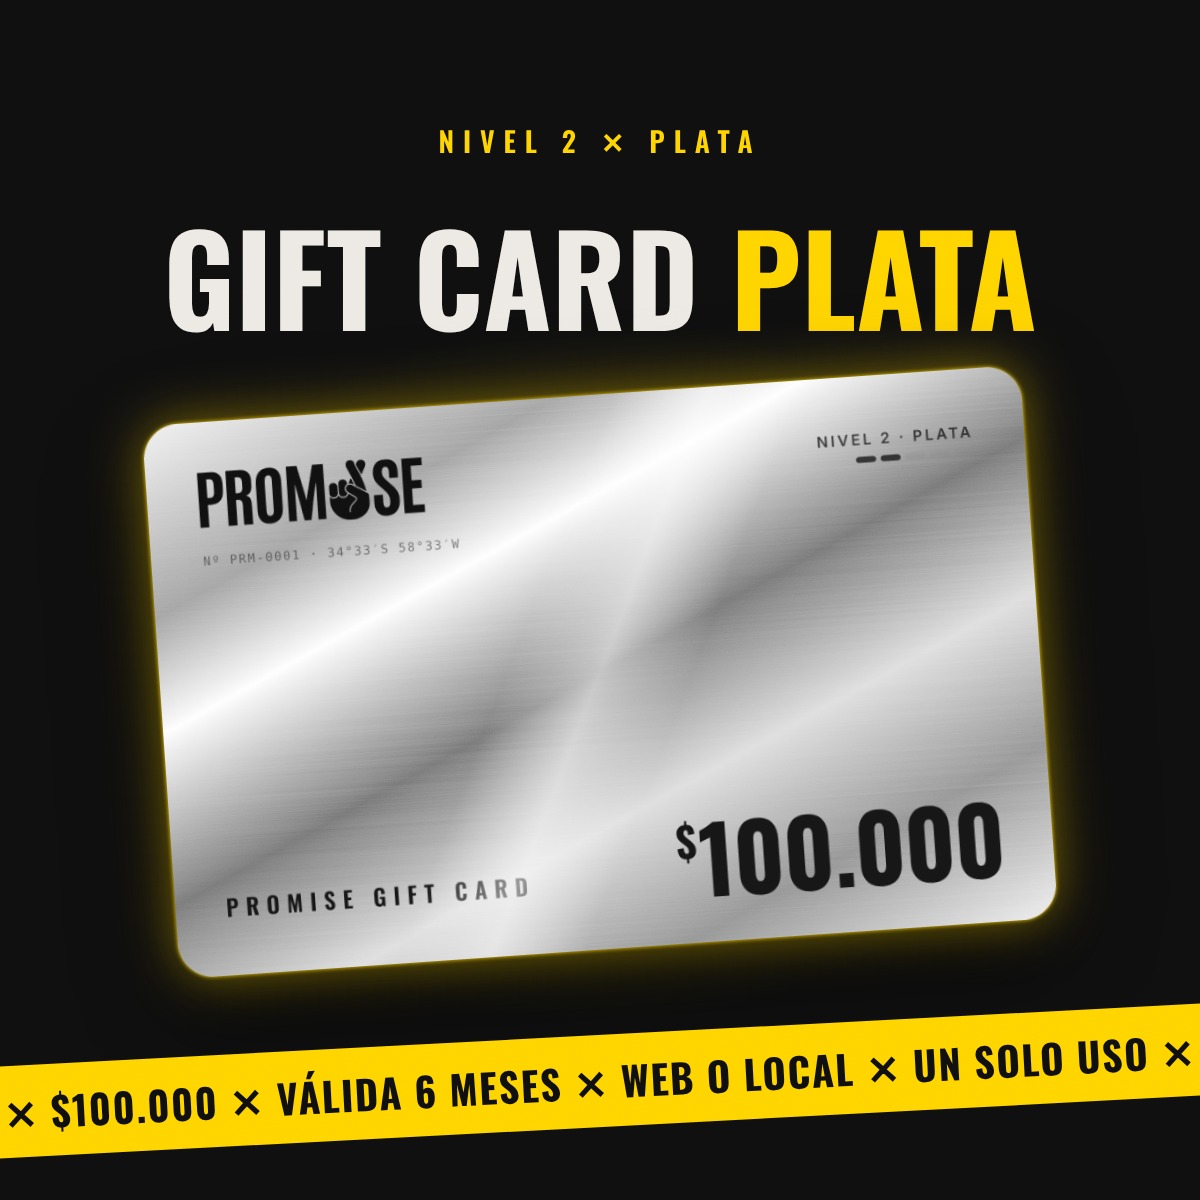 NIVEL 2 × PLATA
GIFT CARD PLATA
PROMISE
NIVEL 2 · PLATA
Nº PRM-0001 · 34°33′S 58°33′W
$100.000
PROMISE GIFT CARD
× $100.000 × VÁLIDA 6 MESES × WEB O LOCAL × UN SOLO USO ×